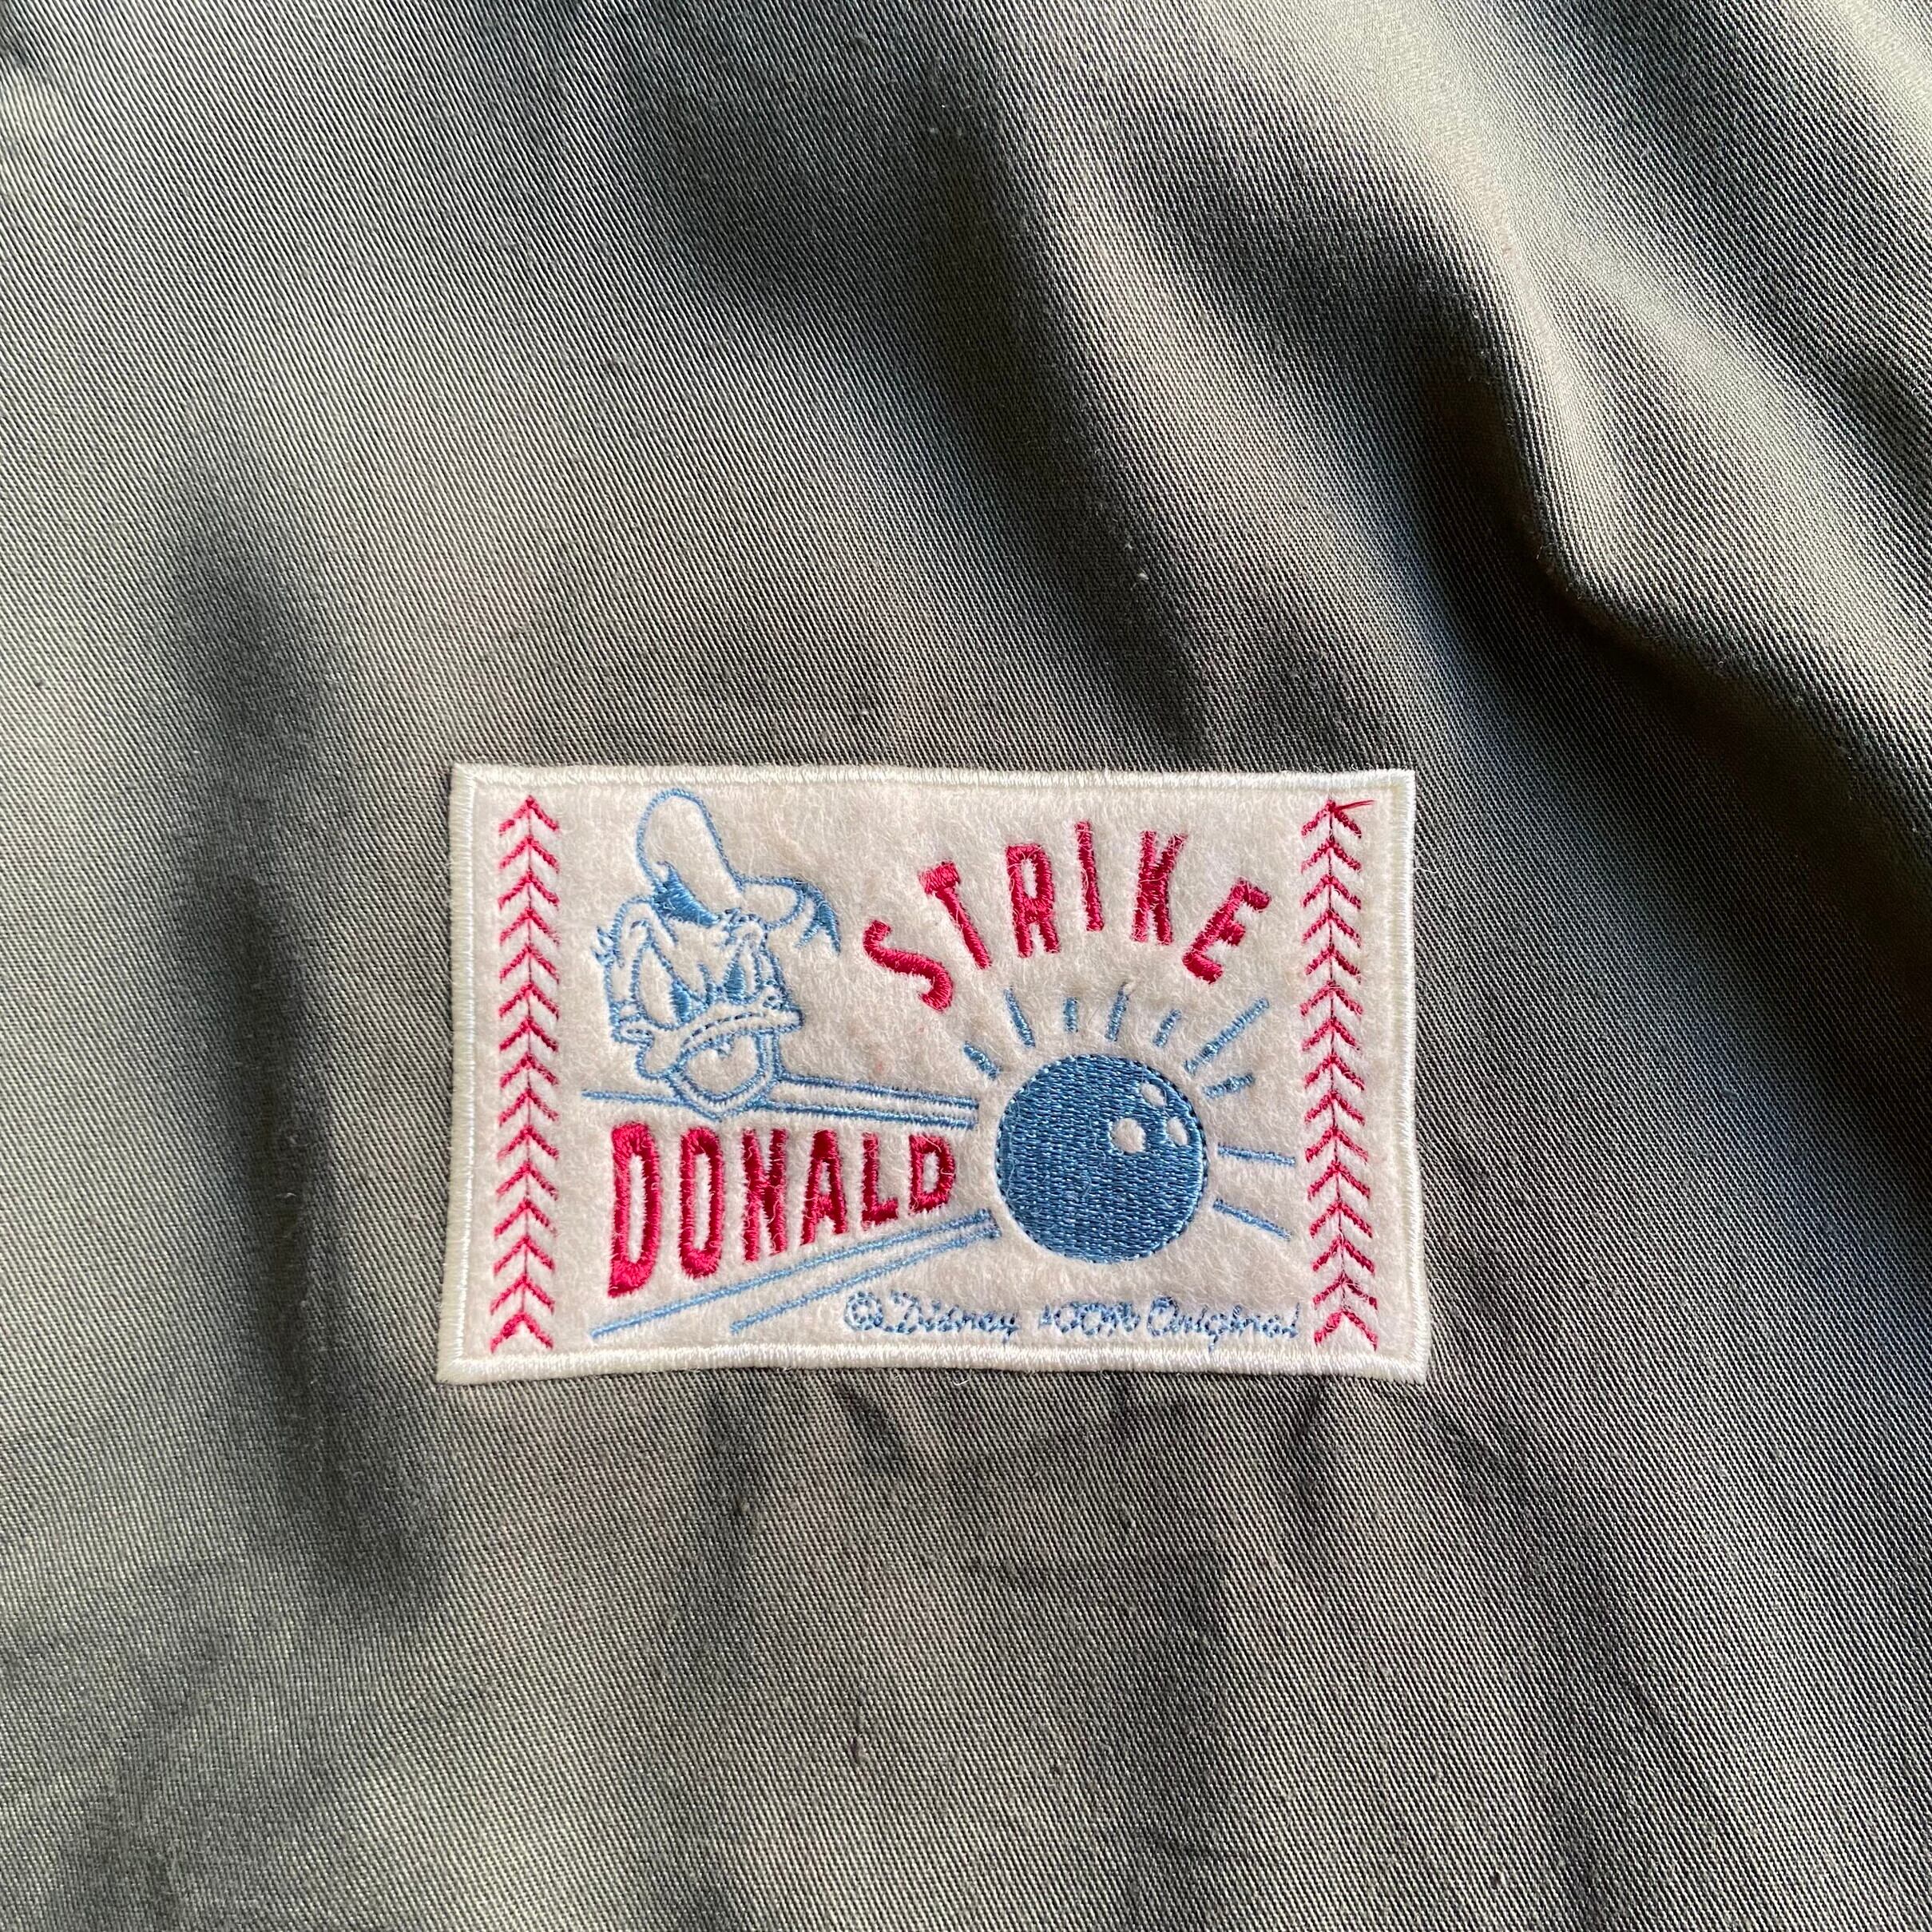 STRIKE
DONALD
© Disney 100% Original